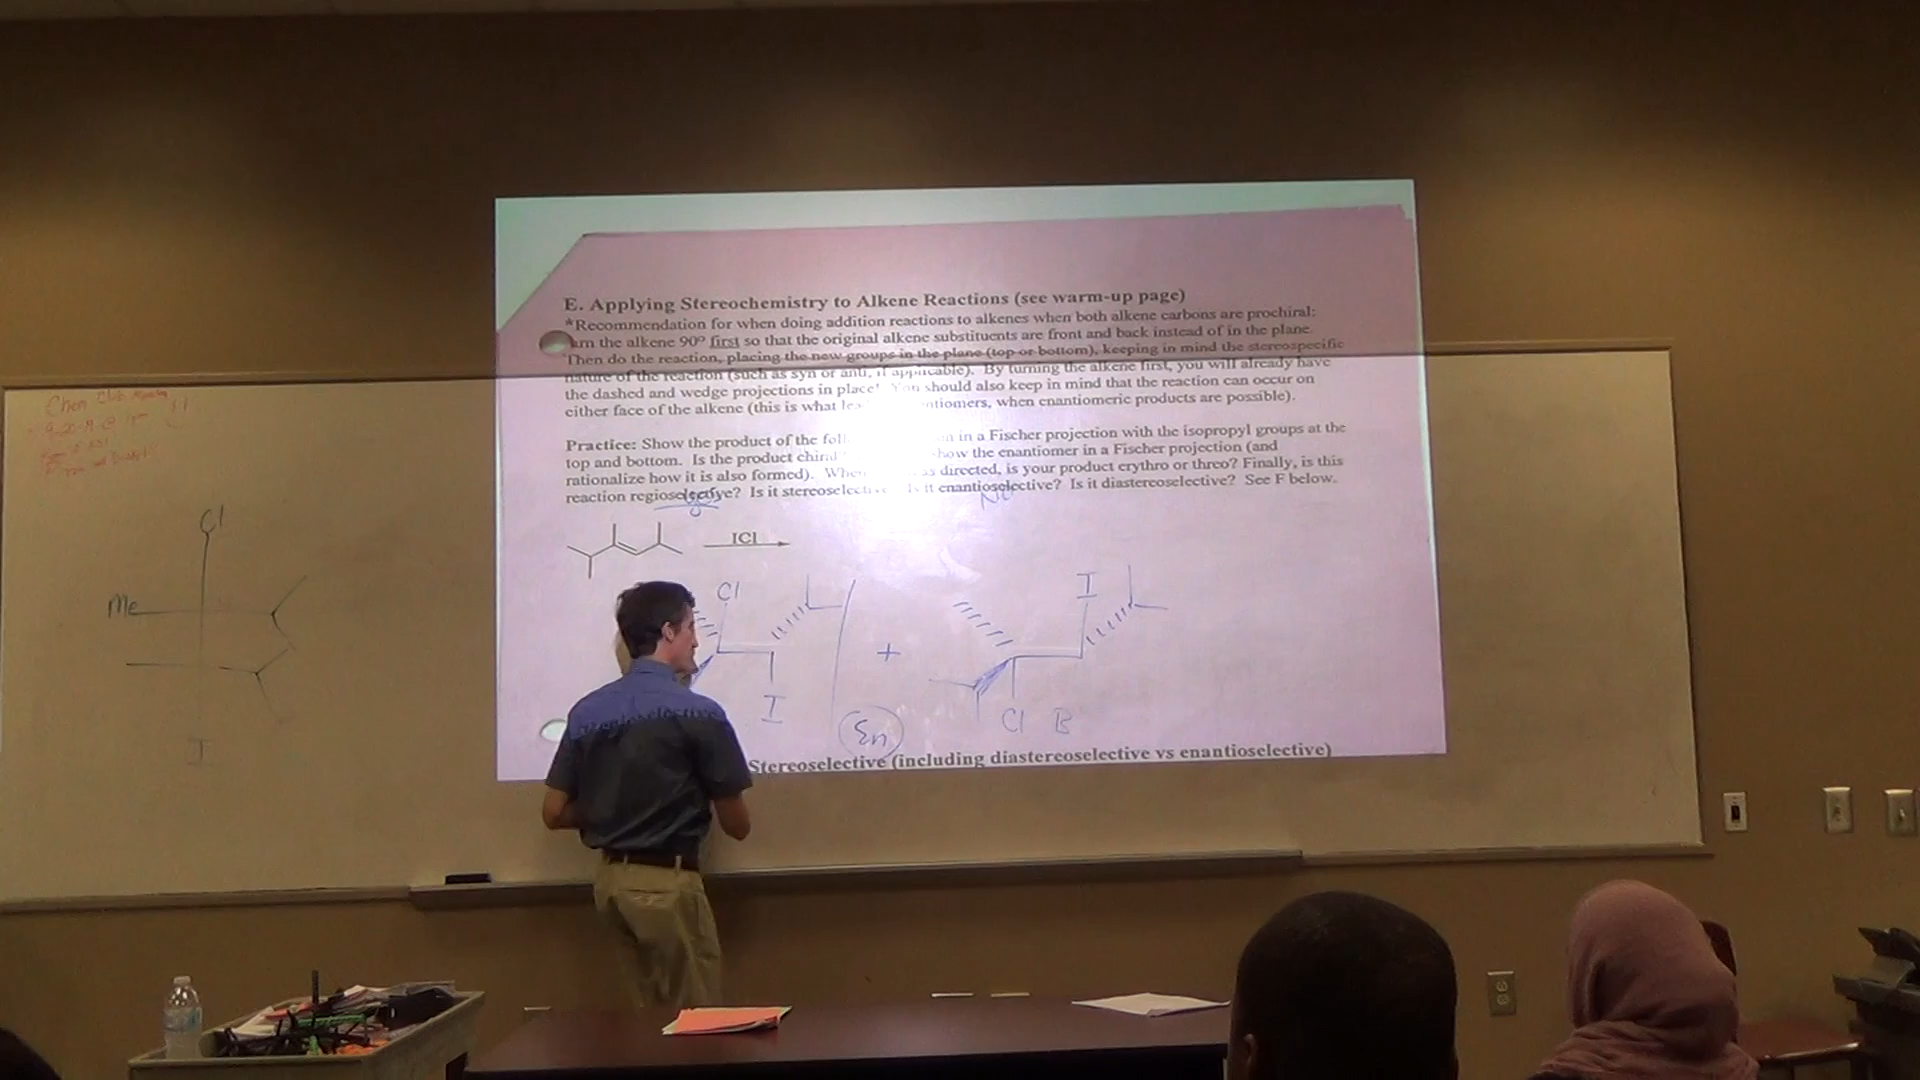 E. Applying Stereochemistry to Alkene Reactions (see warm-up page)
*Recommendation for when doing addition reactions to alkenes when both alkene carbons are prochiral:
the alkene 90º first so that the original alkene substituents are front and back instead of in the plane.
Then do the reaction, placing the new groups in the plane (top or bottom), keeping in mind the stereospecific
nature of the reaction (such as syn or anti, if applicable). By turning the alkene first, you will already have
the dashed and wedge projections in place! You should also keep in mind that the reaction can occur on
either face of the alkene (this is what , when enantiomeric products are possible).
Practice: Show the product of the in a Fischer projection with the isopropyl groups at the
top and bottom. Is the product chiral the enantiomer in a Fischer projection (and
rationalize how it is also formed). directed, is your product erythro or threo? Finally, is this
reaction regioselective? Is it stereoselective Is it enantioselective? Is it diastereoselective? See F below.
yes
No
ICl
Cl
I
+
I
Cl
B
En
Stereoselective (including diastereoselective vs enantioselective)
Chem Club
Cl
Me
I